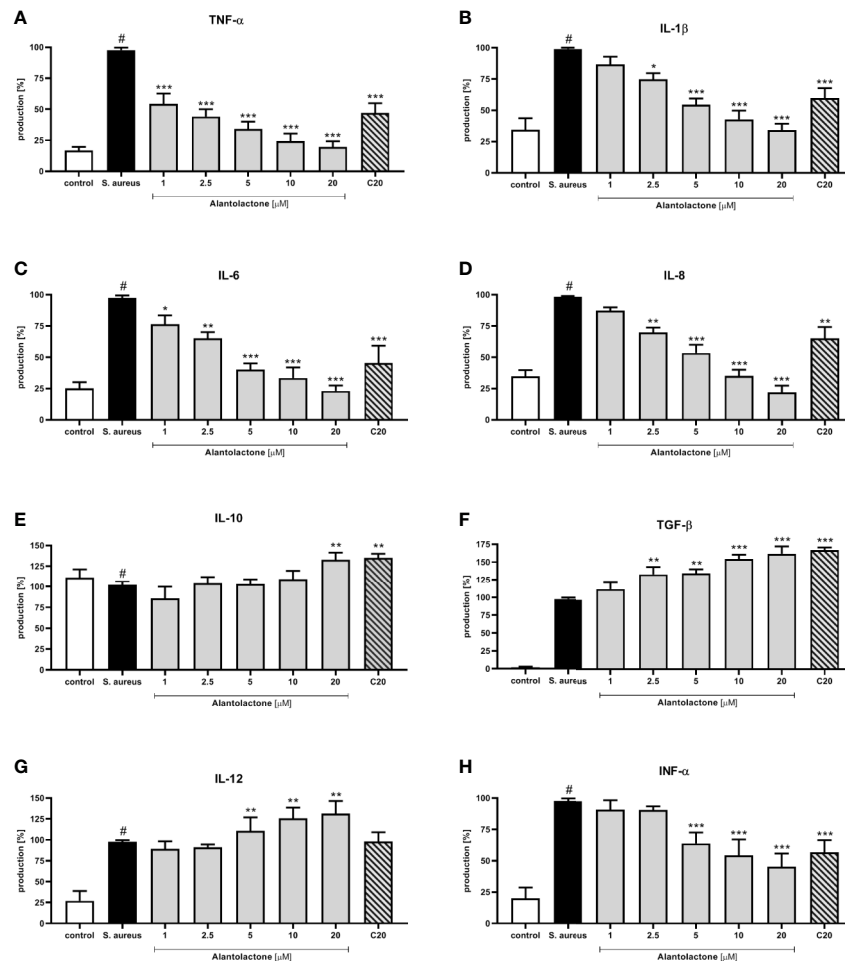 A
TNF-α
production [%]
100
75
50
25
0
#
***
***
***
***
***
***
control
S. aureus
1
2.5
5
10
20
C20
Alantolactone [μM]
B
IL-1β
production [%]
100
75
50
25
0
#
*
***
***
***
***
control
S. aureus
1
2.5
5
10
20
C20
Alantolactone [μM]
C
IL-6
production [%]
100
75
50
25
0
#
*
**
***
***
***
***
control
S. aureus
1
2.5
5
10
20
C20
Alantolactone [μM]
D
IL-8
production [%]
100
75
50
25
0
#
**
***
***
***
**
control
S. aureus
1
2.5
5
10
20
C20
Alantolactone [μM]
E
IL-10
production [%]
150
125
100
75
50
25
0
#
**
**
control
S. aureus
1
2.5
5
10
20
C20
Alantolactone [μM]
F
TGF-β
production [%]
175
150
125
100
75
50
25
0
**
**
***
***
***
control
S. aureus
1
2.5
5
10
20
C20
Alantolactone [μM]
G
IL-12
production [%]
150
125
100
75
50
25
0
#
**
**
**
control
S. aureus
1
2.5
5
10
20
C20
Alantolactone [μM]
H
INF-α
production [%]
100
75
50
25
0
#
***
***
***
***
control
S. aureus
1
2.5
5
10
20
C20
Alantolactone [μM]